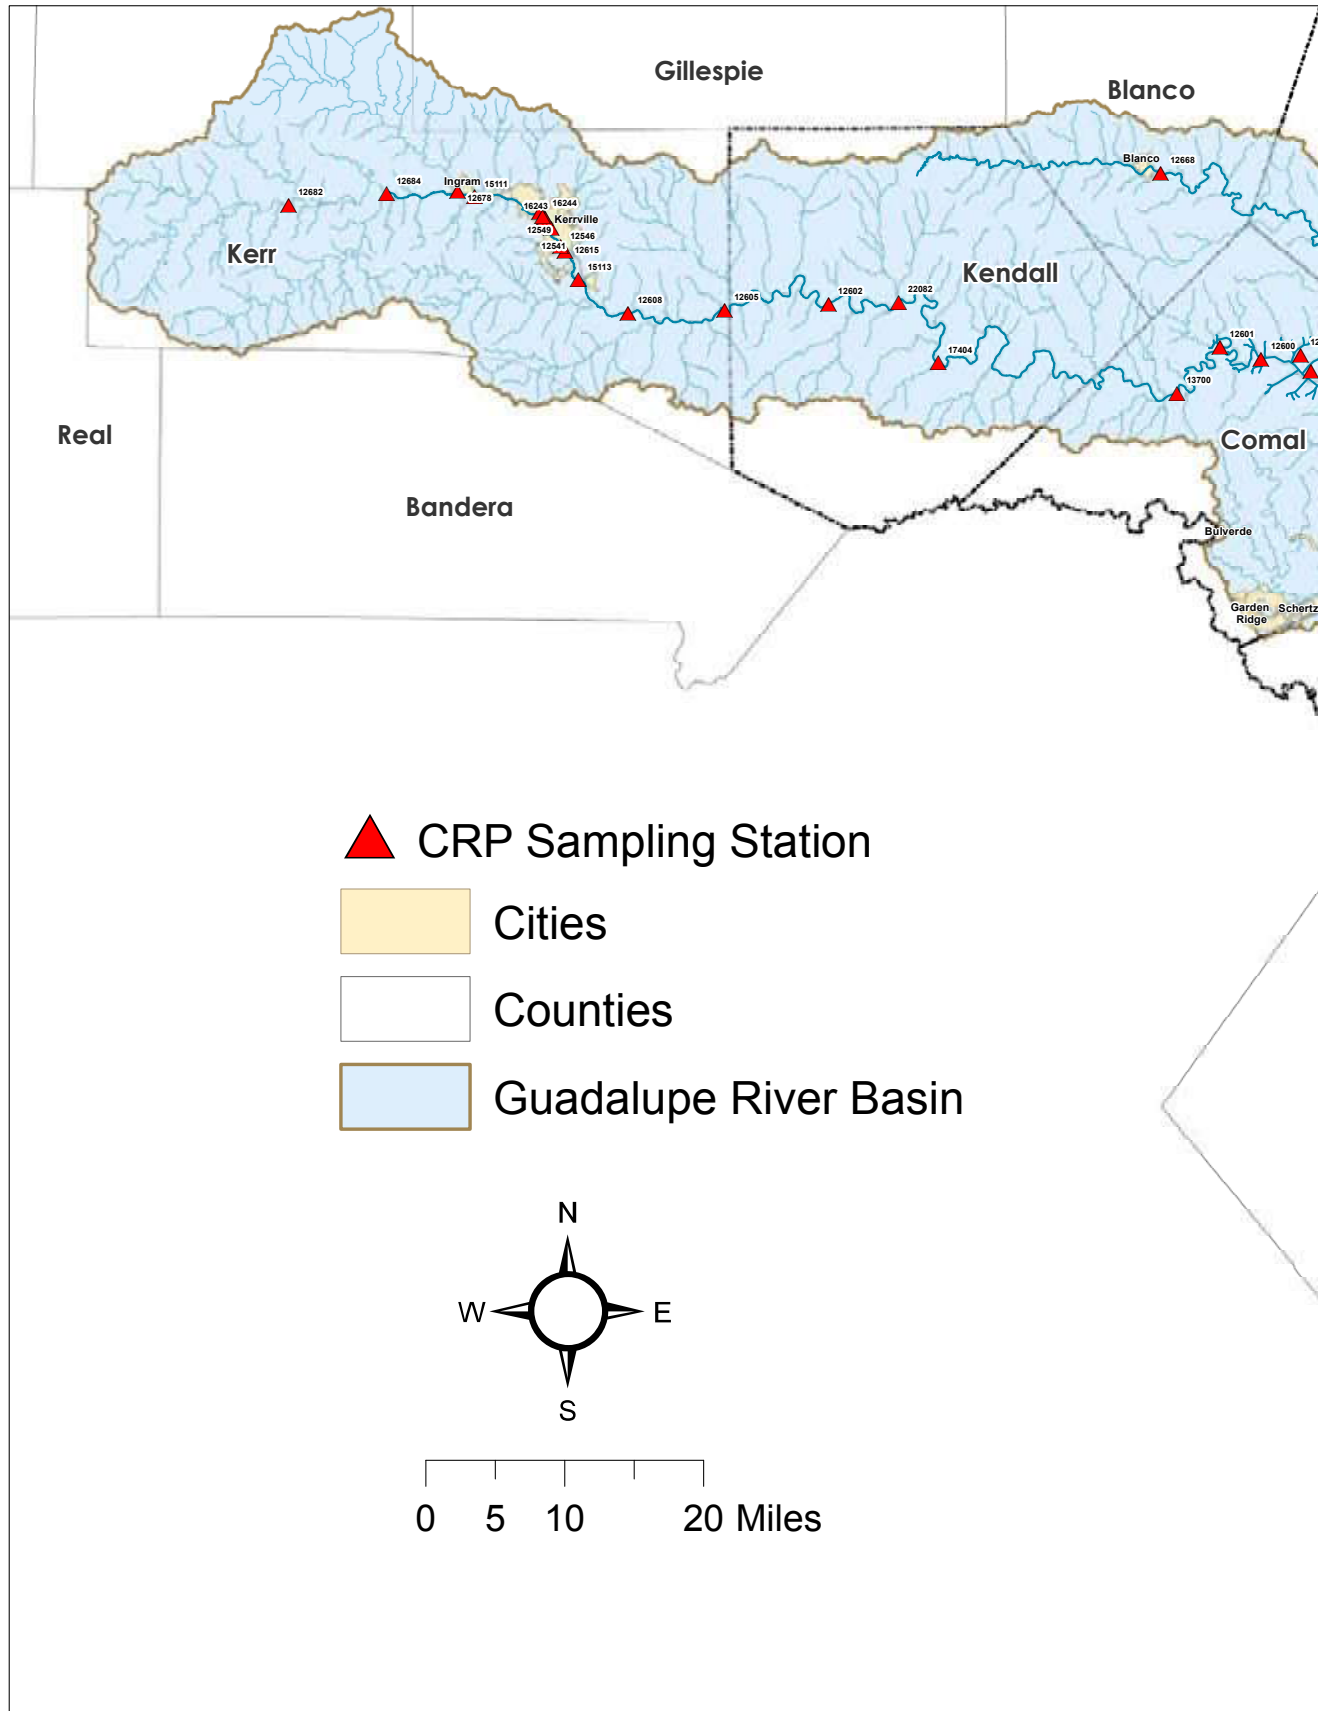 Gillespie
Blanco
Blanco
12668
12682
12684
Ingram
15111
12678
16243
16244
Kerrville
12549
12546
12541
12615
15113
Kerr
Kendall
12608
12605
12602
22082
17404
12601
12600
13700
Real
Comal
Bandera
Bulverde
Garden
Ridge
Schertz
CRP Sampling Station
Cities
Counties
Guadalupe River Basin
N
W
E
S
0 5 10 20 Miles